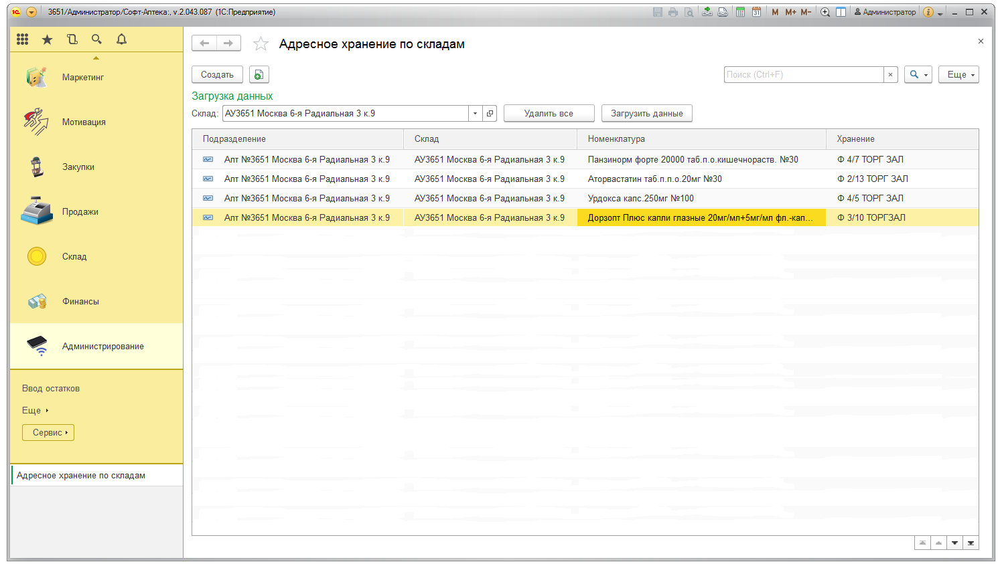 3651/Администратор/Софт-Аптека:, v.2.043.087 (1С:Предприятие)
M M+ M- Администратор
Адресное хранение по складам
Маркетинг
Мотивация
Закупки
Продажи
Склад
Финансы
Администрирование
Ввод остатков
Еще
Сервис
Адресное хранение по складам
Создать
Поиск (Ctrl+F)
Еще
Загрузка данных
Склад: АУ3651 Москва 6-я Радиальная 3 к.9 Удалить все Загрузить данные
Подразделение Склад Номенклатура Хранение
Апт №3651 Москва 6-я Радиальная 3 к.9 АУ3651 Москва 6-я Радиальная 3 к.9 Панзинорм форте 20000 таб.п.о.кишечнораств. №30 Ф 4/7 ТОРГ ЗАЛ
Апт №3651 Москва 6-я Радиальная 3 к.9 АУ3651 Москва 6-я Радиальная 3 к.9 Аторвастатин таб.п.п.о.20мг №30 Ф 2/13 ТОРГ ЗАЛ
Апт №3651 Москва 6-я Радиальная 3 к.9 АУ3651 Москва 6-я Радиальная 3 к.9 Урдокса капс.250мг №100 Ф 4/5 ТОРГ ЗАЛ
Апт №3651 Москва 6-я Радиальная 3 к.9 АУ3651 Москва 6-я Радиальная 3 к.9 Дорзопт Плюс капли глазные 20мг/мл+5мг/мл фл.-кап... Ф 3/10 ТОРГЗАЛ